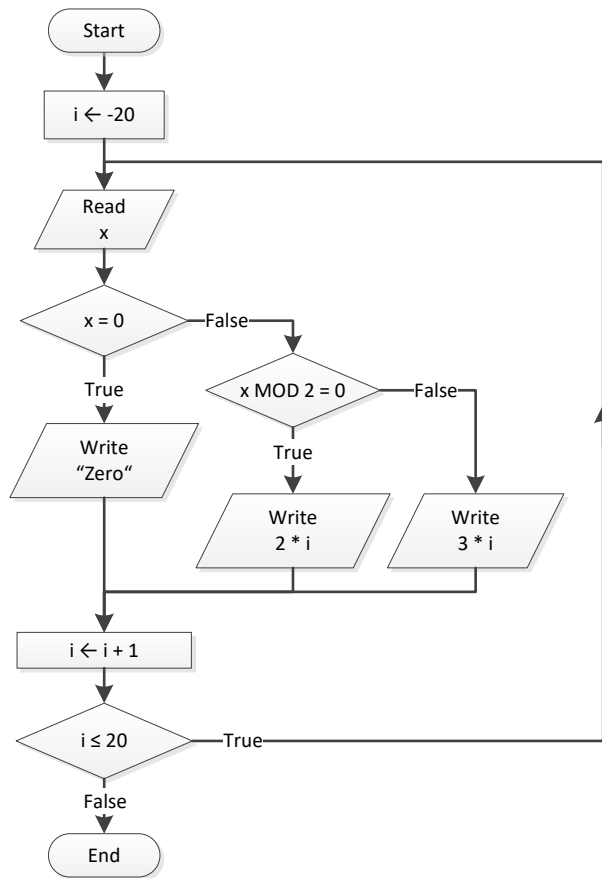 Start
i ← -20
Read
x
x = 0
False
x MOD 2 = 0
False
True
True
Write
“Zero“
Write
2 * i
Write
3 * i
i ← i + 1
i ≤ 20
True
False
End